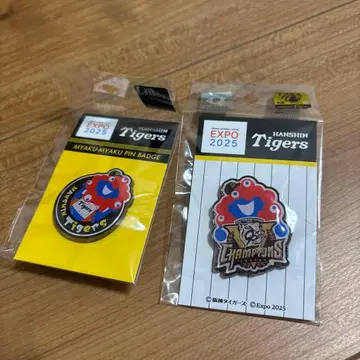 EXPO
2025
HANSHIN
Tigers
MYAKU-MYAKU PIN BADGE
HANSHIN
Tigers
EXPO
2025
HANSHIN
Tigers
CHAMPIONS
©阪神タイガース ©Expo 2025